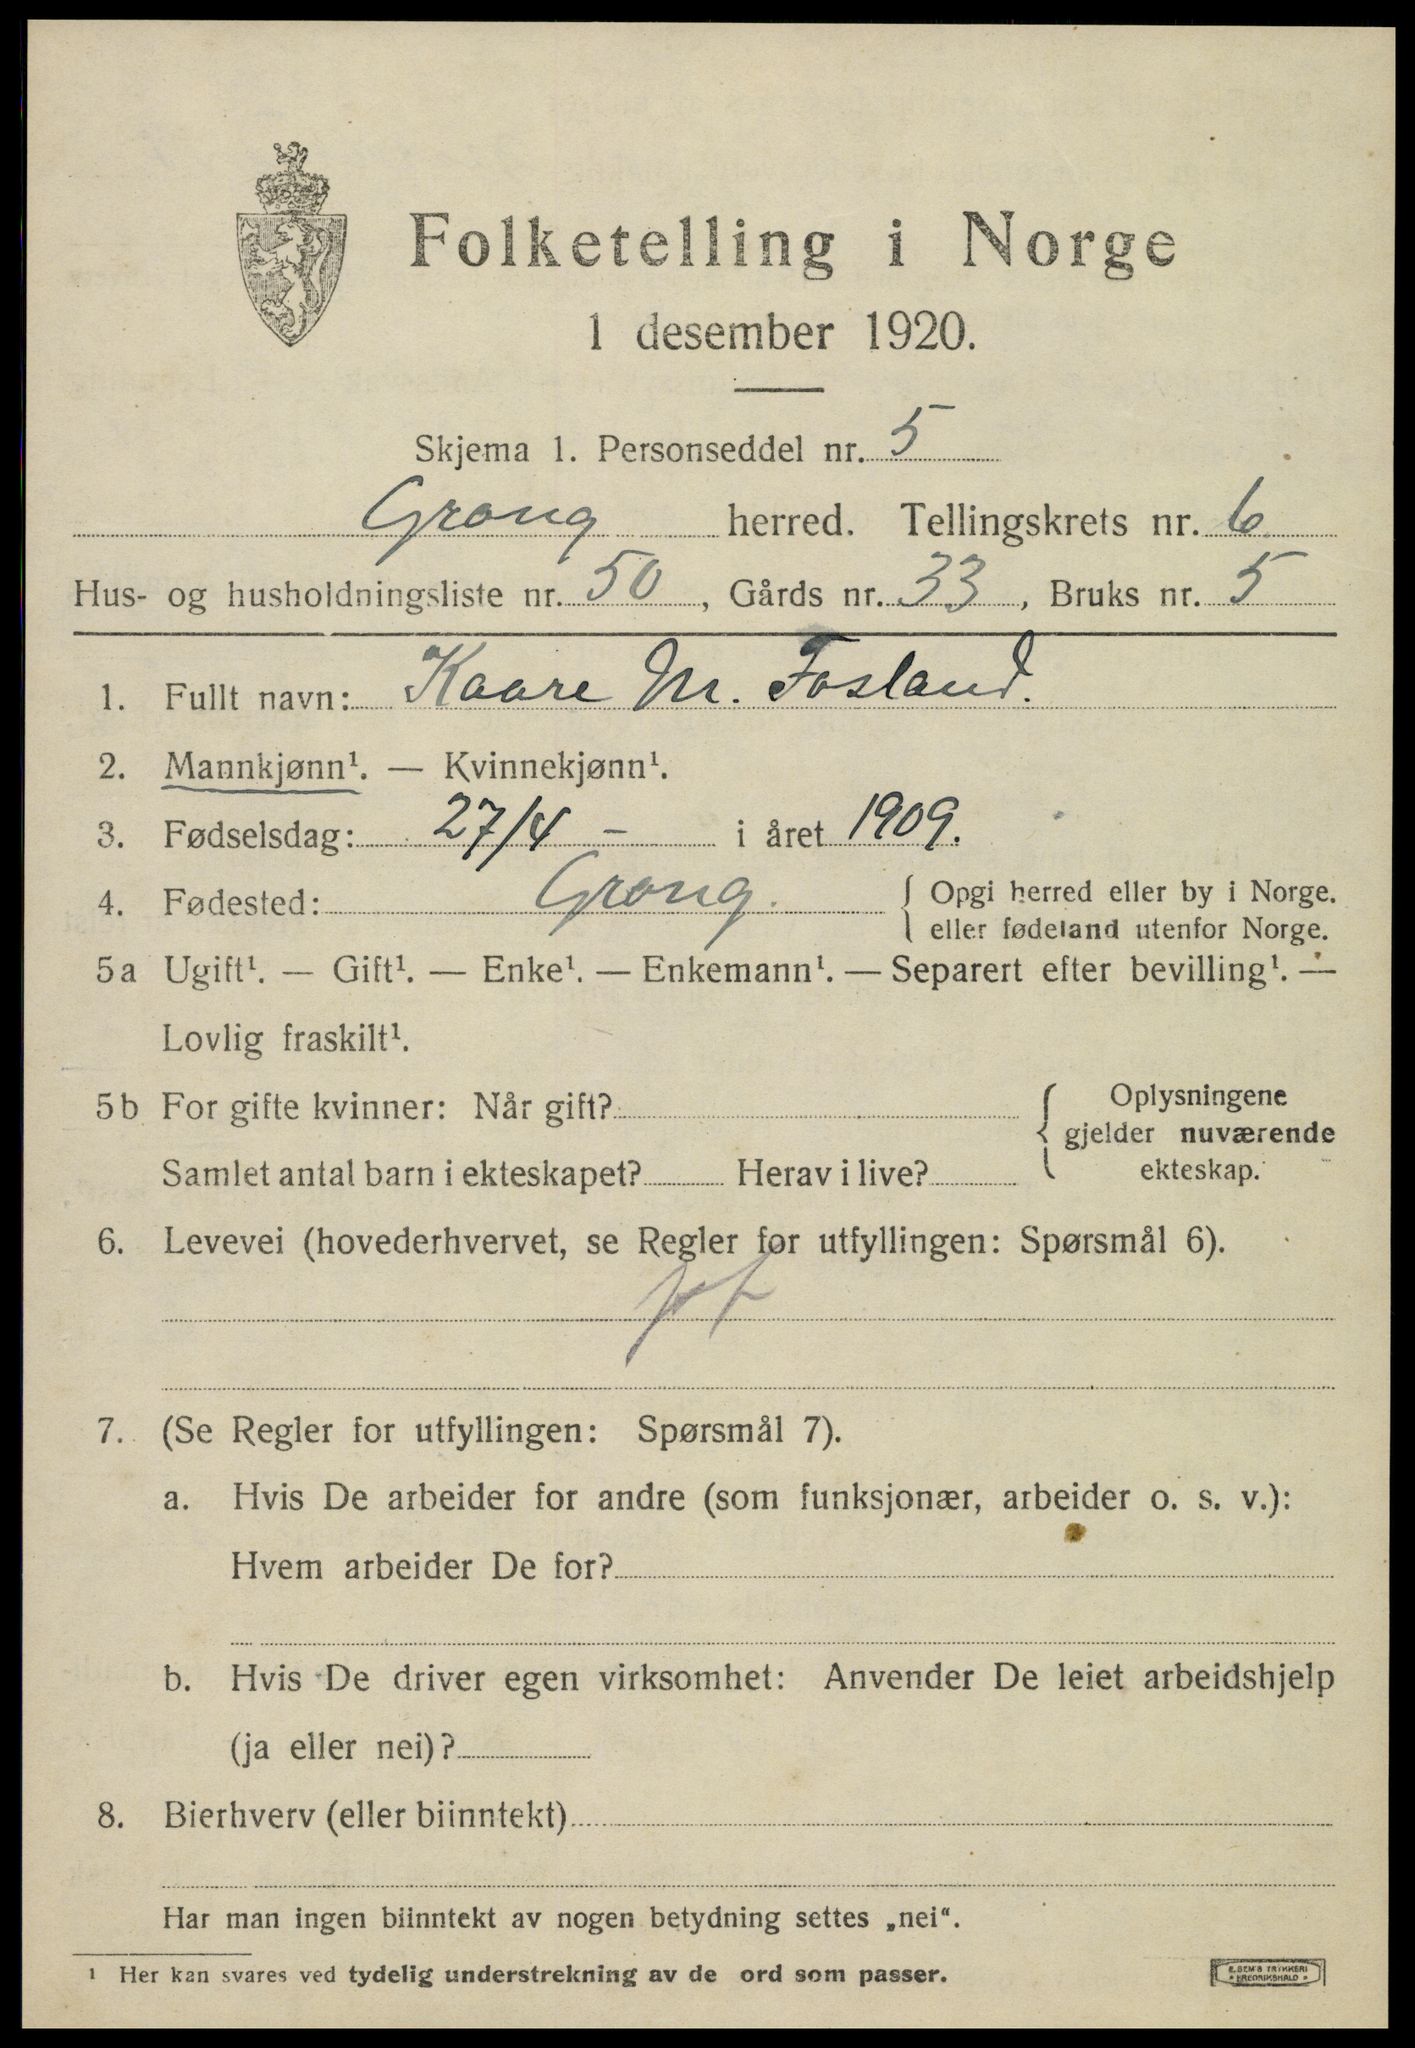 Folketelling i Norge
1 desember 1920.
Skjema 1. Personseddel nr. 5
Grong herred. Tellingskrets nr. 6
Hus- og husholdningsliste nr. 50, Gårds nr. 33, Bruks nr. 5
1. Fullt navn: Kaare M. Fosland.
2. Mannkjønn¹. — Kvinnekjønn¹.
3. Fødselsdag: 27/4 - i året 1909.
4. Fødested: Grong. { Opgi herred eller by i Norge.
eller fødeland utenfor Norge.
5a Ugift¹. — Gift¹. — Enke¹. — Enkemann¹. — Separert efter bevilling¹. —
Lovlig fraskilt¹.
5b For gifte kvinner: Når gift?
Samlet antal barn i ekteskapet? Herav i live?
{ Oplysningene
gjelder nuværende
ekteskap.
6. Levevei (hovederhvervet, se Regler for utfyllingen: Spørsmål 6).
7. (Se Regler for utfyllingen: Spørsmål 7).
a. Hvis De arbeider for andre (som funksjonær, arbeider o. s. v.):
Hvem arbeider De for?
b. Hvis De driver egen virksomhet: Anvender De leiet arbeidshjelp
(ja eller nei)?
8. Bierhverv (eller biinntekt)
Har man ingen biinntekt av nogen betydning settes „nei“.
¹ Her kan svares ved tydelig understrekning av de ord som passer.
E. SEM'S TRYKKERI
FREDRIKSHALD